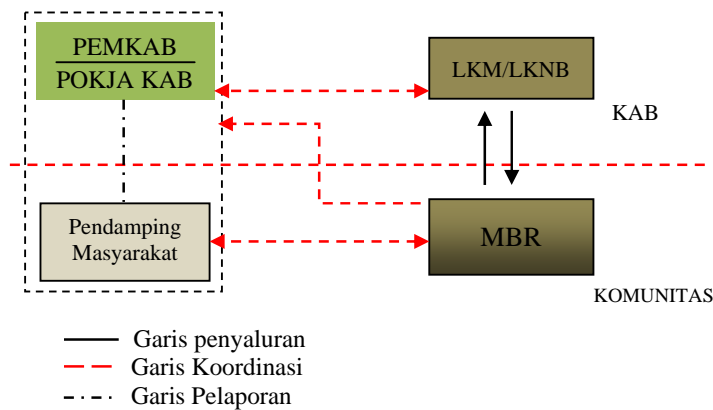 PEMKAB
POKJA KAB
LKM/LKNB
KAB
Pendamping
Masyarakat
MBR
KOMUNITAS
Garis penyaluran
Garis Koordinasi
Garis Pelaporan